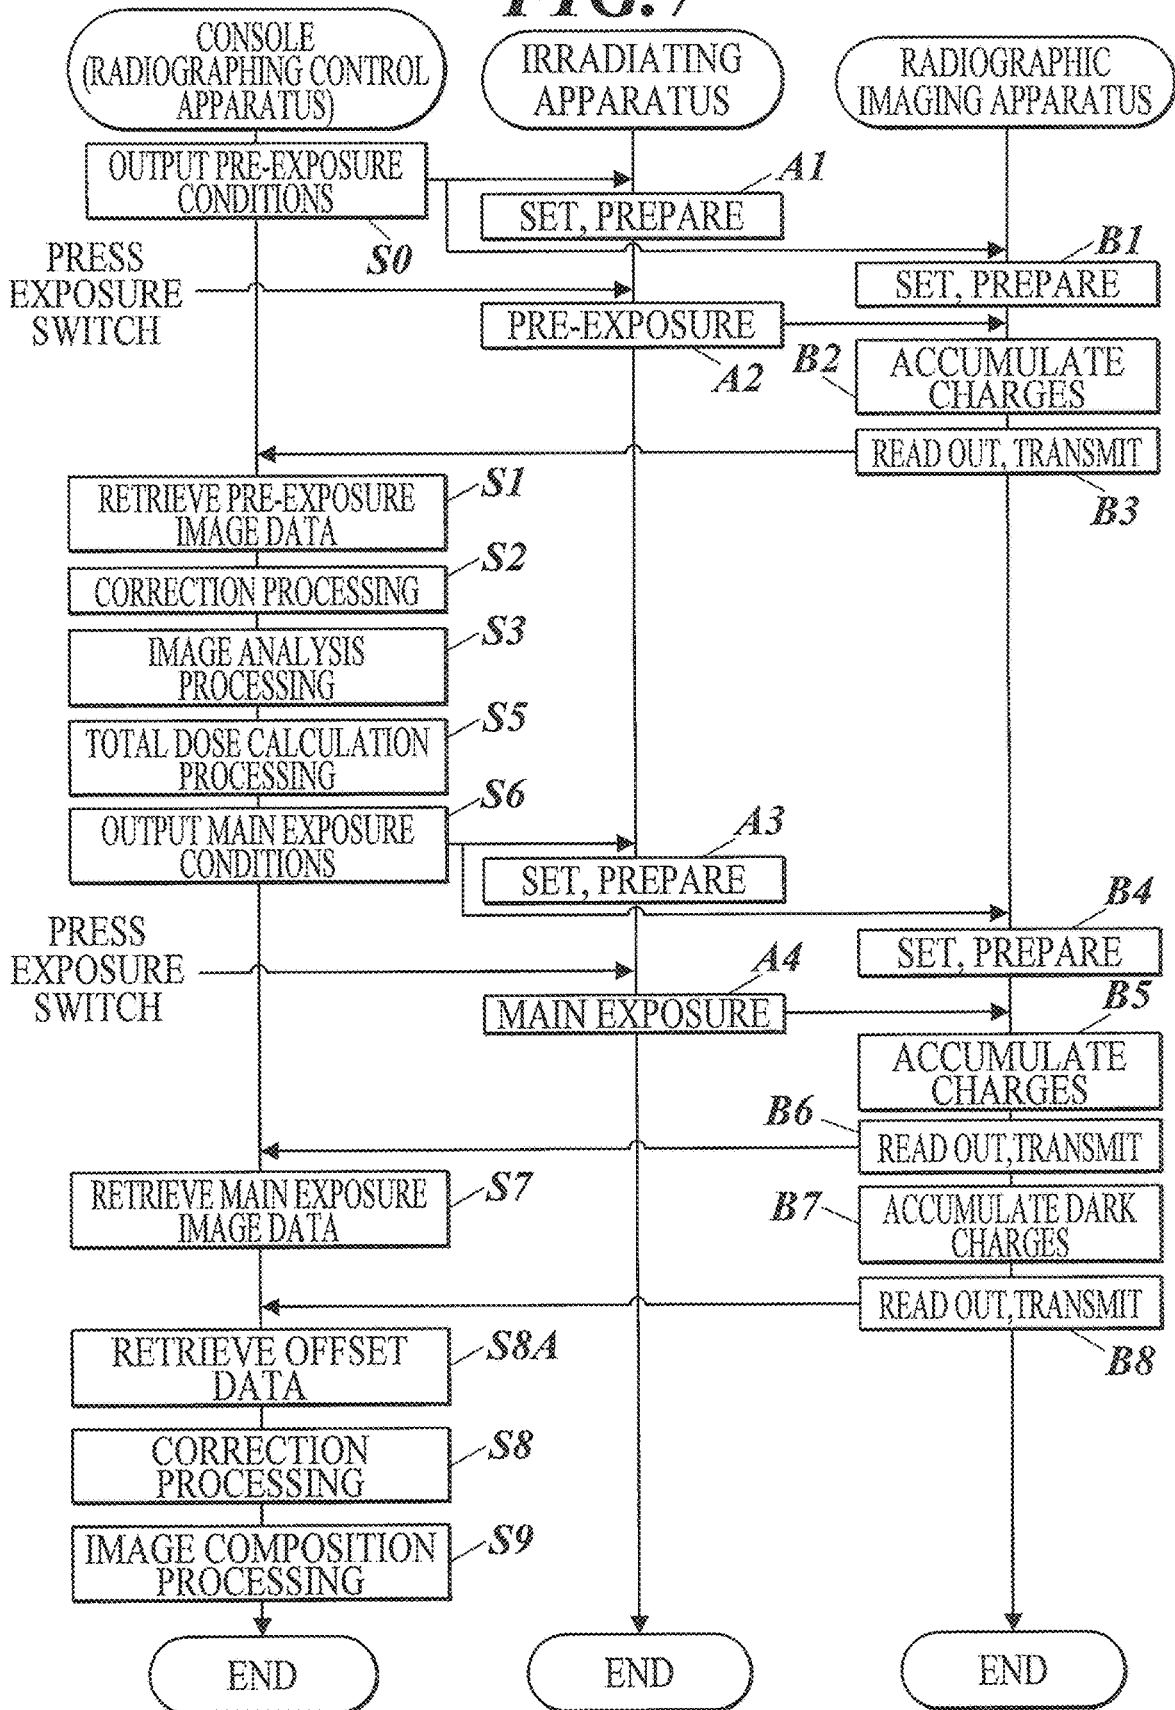 FIG. 7
CONSOLE
(RADIOGRAPHING CONTROL
APPARATUS)
IRRADIATING
APPARATUS
RADIOGRAPHIC
IMAGING APPARATUS
OUTPUT PRE-EXPOSURE
CONDITIONS
S0
A1
SET, PREPARE
B1
SET, PREPARE
PRESS
EXPOSURE
SWITCH
PRE-EXPOSURE
A2
B2
ACCUMULATE
CHARGES
READ OUT, TRANSMIT
B3
S1
RETRIEVE PRE-EXPOSURE
IMAGE DATA
S2
CORRECTION PROCESSING
S3
IMAGE ANALYSIS
PROCESSING
S5
TOTAL DOSE CALCULATION
PROCESSING
S6
OUTPUT MAIN EXPOSURE
CONDITIONS
A3
SET, PREPARE
B4
SET, PREPARE
PRESS
EXPOSURE
SWITCH
A4
MAIN EXPOSURE
B5
ACCUMULATE
CHARGES
B6
READ OUT,TRANSMIT
S7
RETRIEVE MAIN EXPOSURE
IMAGE DATA
B7
ACCUMULATE DARK
CHARGES
READ OUT,TRANSMIT
B8
RETRIEVE OFFSET
DATA
S8A
CORRECTION
PROCESSING
S8
IMAGE COMPOSITION
PROCESSING
S9
END
END
END